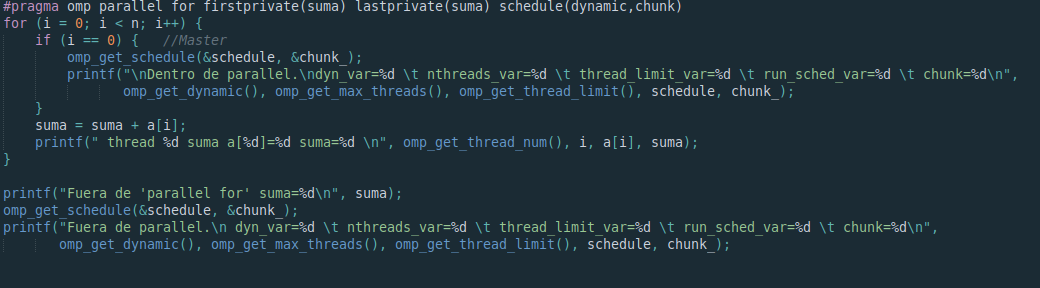 #pragma omp parallel for firstprivate(suma) lastprivate(suma) schedule(dynamic,chunk)
for (i = 0; i < n; i++) {
    if (i == 0) {   //Master
        omp_get_schedule(&schedule, &chunk_);
        printf("\nDentro de parallel.\ndyn_var=%d \t nthreads_var=%d \t thread_limit_var=%d \t run_sched_var=%d \t chunk=%d\n",
               omp_get_dynamic(), omp_get_max_threads(), omp_get_thread_limit(), schedule, chunk_);
    }
    suma = suma + a[i];
    printf(" thread %d suma a[%d]=%d suma=%d \n", omp_get_thread_num(), i, a[i], suma);
}

printf("Fuera de 'parallel for' suma=%d\n", suma);
omp_get_schedule(&schedule, &chunk_);
printf("Fuera de parallel.\n dyn_var=%d \t nthreads_var=%d \t thread_limit_var=%d \t run_sched_var=%d \t chunk=%d\n",
       omp_get_dynamic(), omp_get_max_threads(), omp_get_thread_limit(), schedule, chunk_);